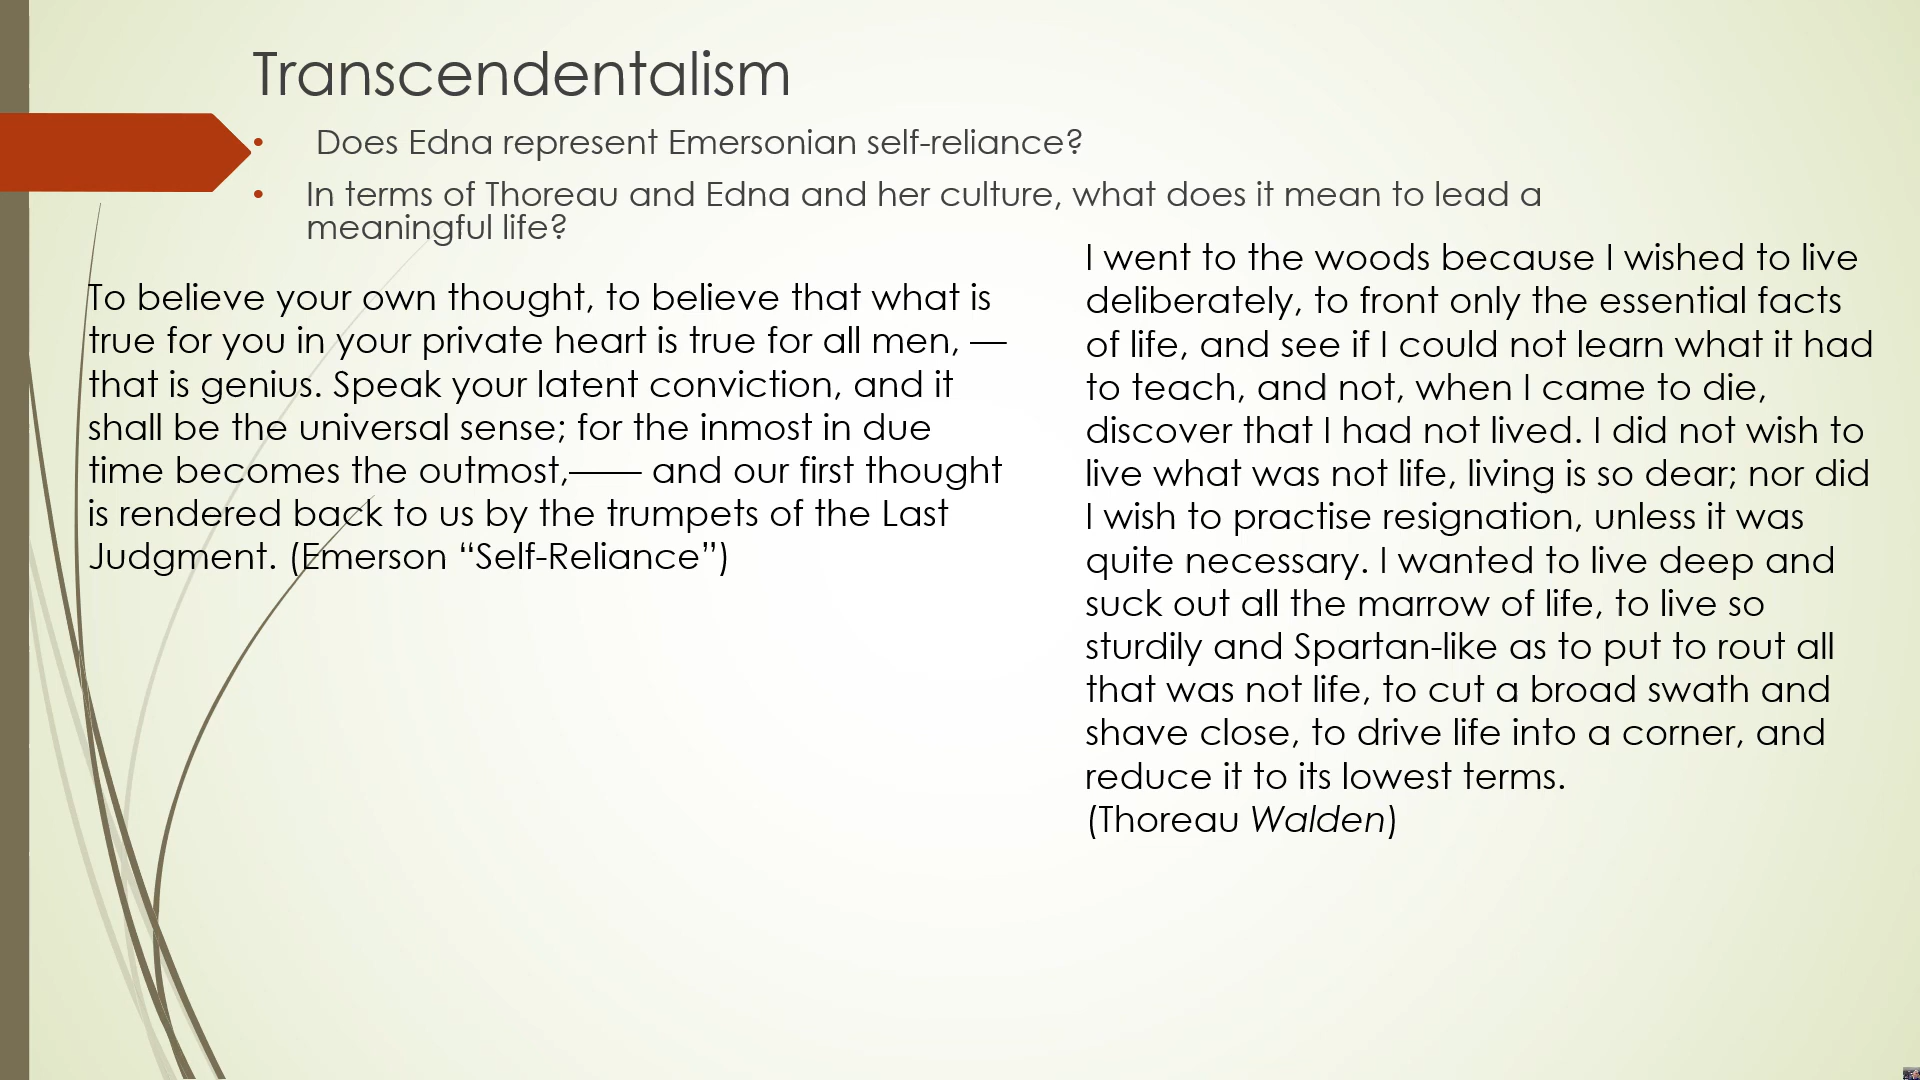 Transcendentalism
• Does Edna represent Emersonian self-reliance?
• In terms of Thoreau and Edna and her culture, what does it mean to lead a
meaningful life?
To believe your own thought, to believe that what is
true for you in your private heart is true for all men, —
that is genius. Speak your latent conviction, and it
shall be the universal sense; for the inmost in due
time becomes the outmost,—— and our first thought
is rendered back to us by the trumpets of the Last
Judgment. (Emerson “Self-Reliance”)
I went to the woods because I wished to live
deliberately, to front only the essential facts
of life, and see if I could not learn what it had
to teach, and not, when I came to die,
discover that I had not lived. I did not wish to
live what was not life, living is so dear; nor did
I wish to practise resignation, unless it was
quite necessary. I wanted to live deep and
suck out all the marrow of life, to live so
sturdily and Spartan-like as to put to rout all
that was not life, to cut a broad swath and
shave close, to drive life into a corner, and
reduce it to its lowest terms.
(Thoreau Walden)